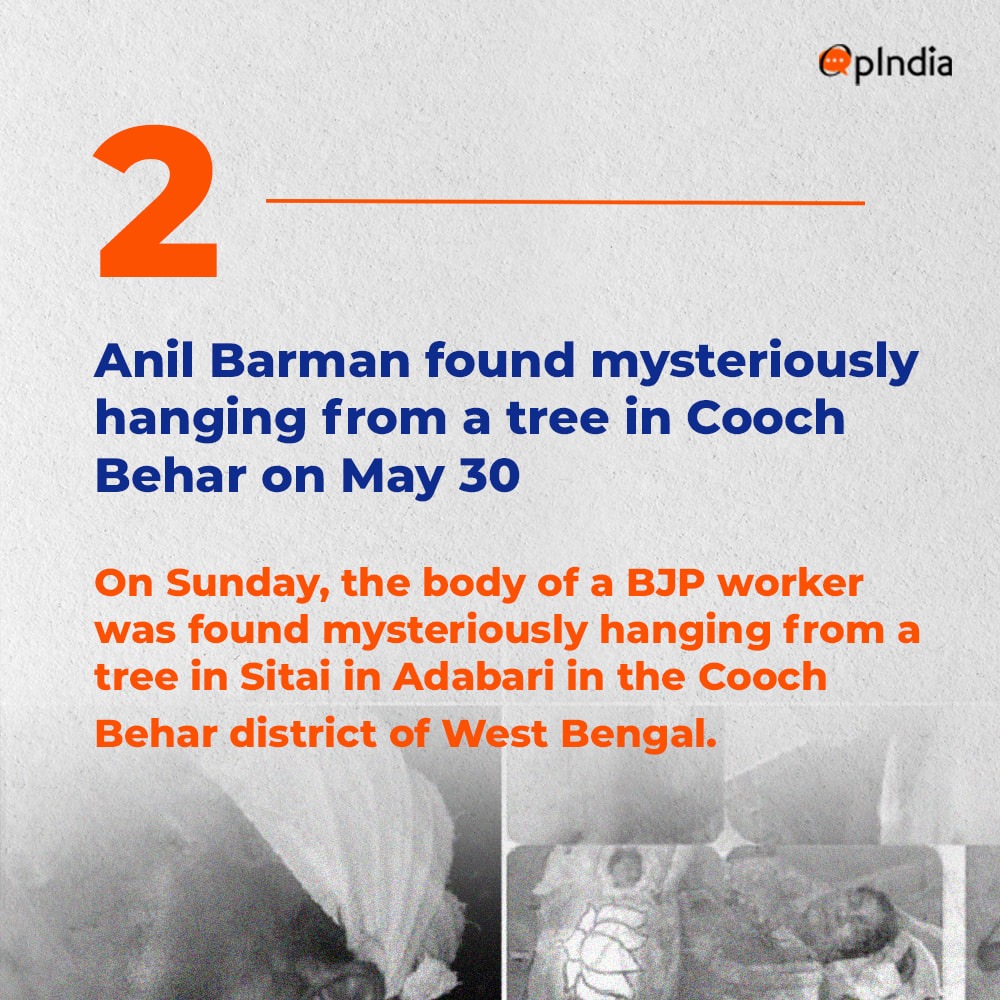 OpIndia
2
Anil Barman found mysteriously
hanging from a tree in Cooch
Behar on May 30
On Sunday, the body of a BJP worker
was found mysteriously hanging from a
tree in Sitai in Adabari in the Cooch
Behar district of West Bengal.